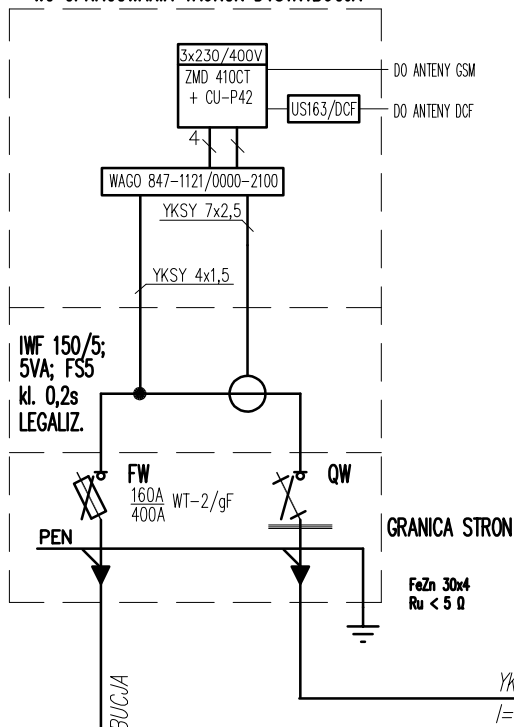 3x230/400V
ZMD 410CT
+ CU-P42
DO ANTENY GSM
US163/DCF
DO ANTENY DCF
4
WAGO 847-1121/0000-2100
YKSY 7x2,5
YKSY 4x1,5
IWF 150/5;
5VA; FS5
kl. 0,2s
LEGALIZ.
FW
160A
400A
WT-2/gF
QW
PEN
GRANICA STRON
FeZn 30x4
Ru < 5 Ω
BUCJA
YK
l=